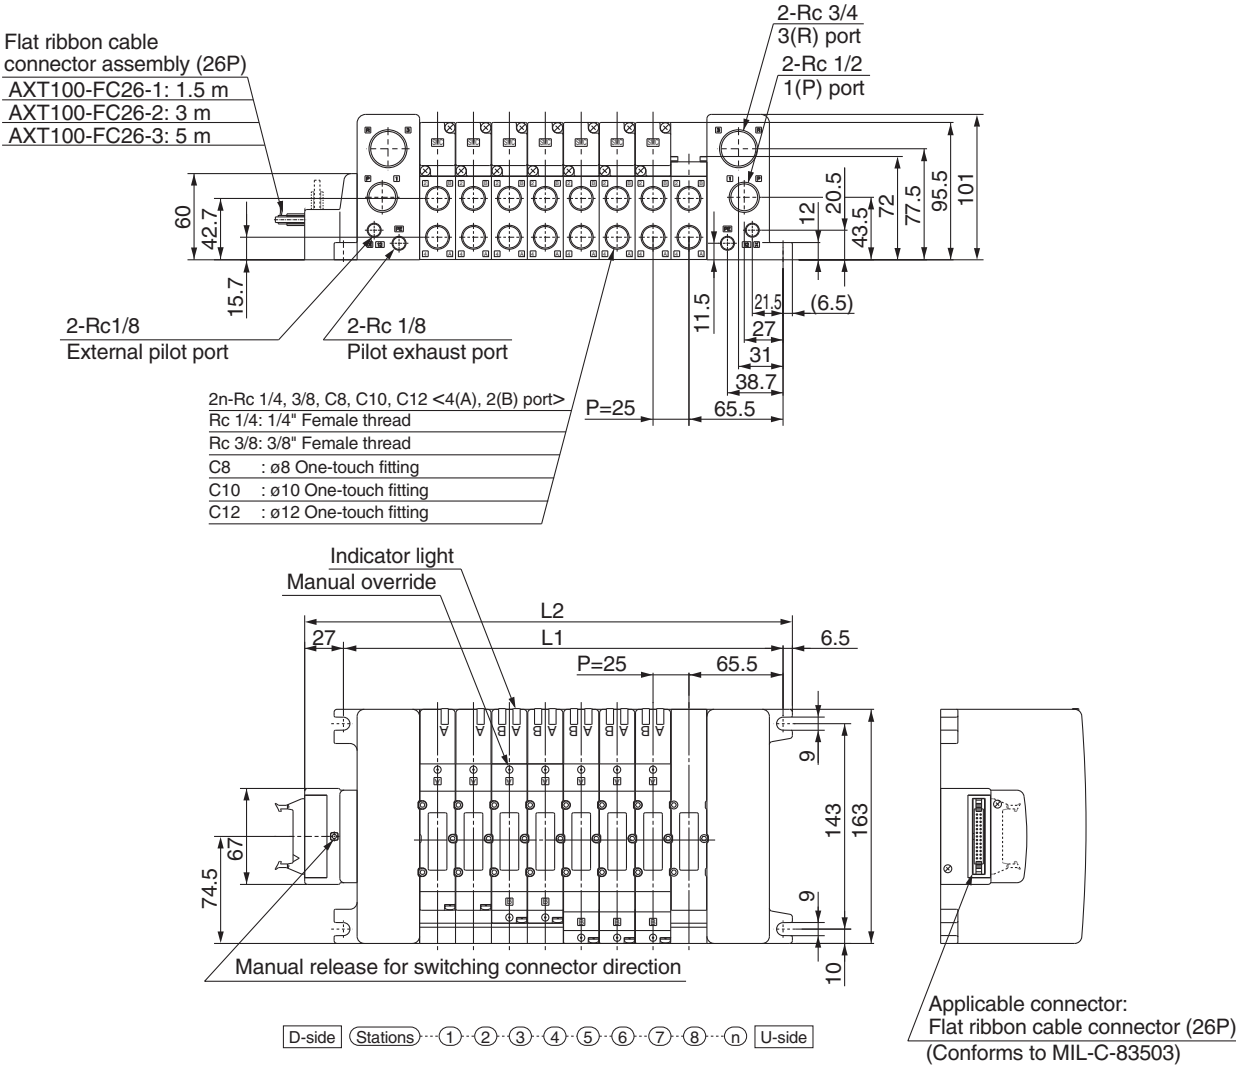 2-Rc 3/4
3(R) port
2-Rc 1/2
1(P) port
Flat ribbon cable
connector assembly (26P)
AXT100-FC26-1: 1.5 m
AXT100-FC26-2: 3 m
AXT100-FC26-3: 5 m
60
42.7
15.7
12
20.5
43.5
72
77.5
95.5
101
11.5
21.5
(6.5)
27
31
38.7
P=25
65.5
2-Rc1/8
External pilot port
2-Rc 1/8
Pilot exhaust port
2n-Rc 1/4, 3/8, C8, C10, C12 <4(A), 2(B) port>
Rc 1/4: 1/4" Female thread
Rc 3/8: 3/8" Female thread
C8 : ø8 One-touch fitting
C10 : ø10 One-touch fitting
C12 : ø12 One-touch fitting
Indicator light
Manual override
L2
27
L1
6.5
P=25
65.5
A
A
B A
B A
B A
B A
B A
9
143
163
67
74.5
9
10
Manual release for switching connector direction
D-side Stations 1 2 3 4 5 6 7 8 n U-side
Applicable connector:
Flat ribbon cable connector (26P)
(Conforms to MIL-C-83503)